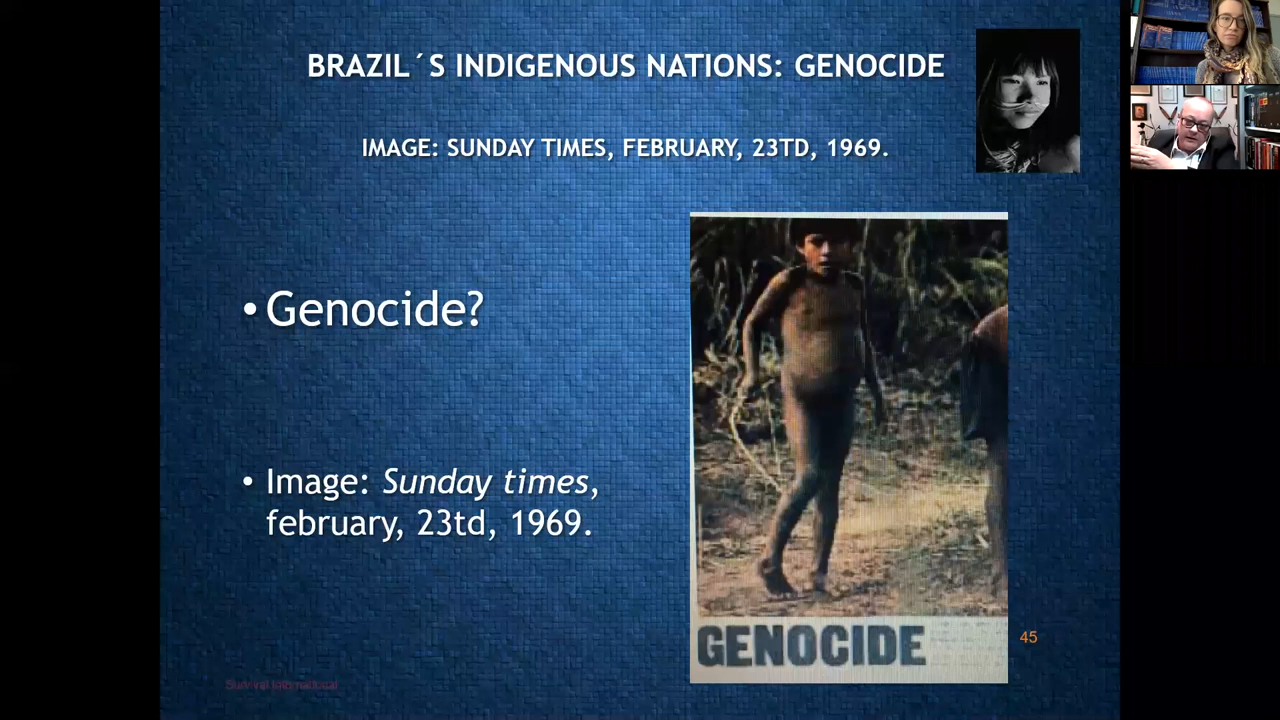 BRAZIL´S INDIGENOUS NATIONS: GENOCIDE
IMAGE: SUNDAY TIMES, FEBRUARY, 23TD, 1969.
•Genocide?
• Image: Sunday times,
february, 23td, 1969.
GENOCIDE
45
Survival International